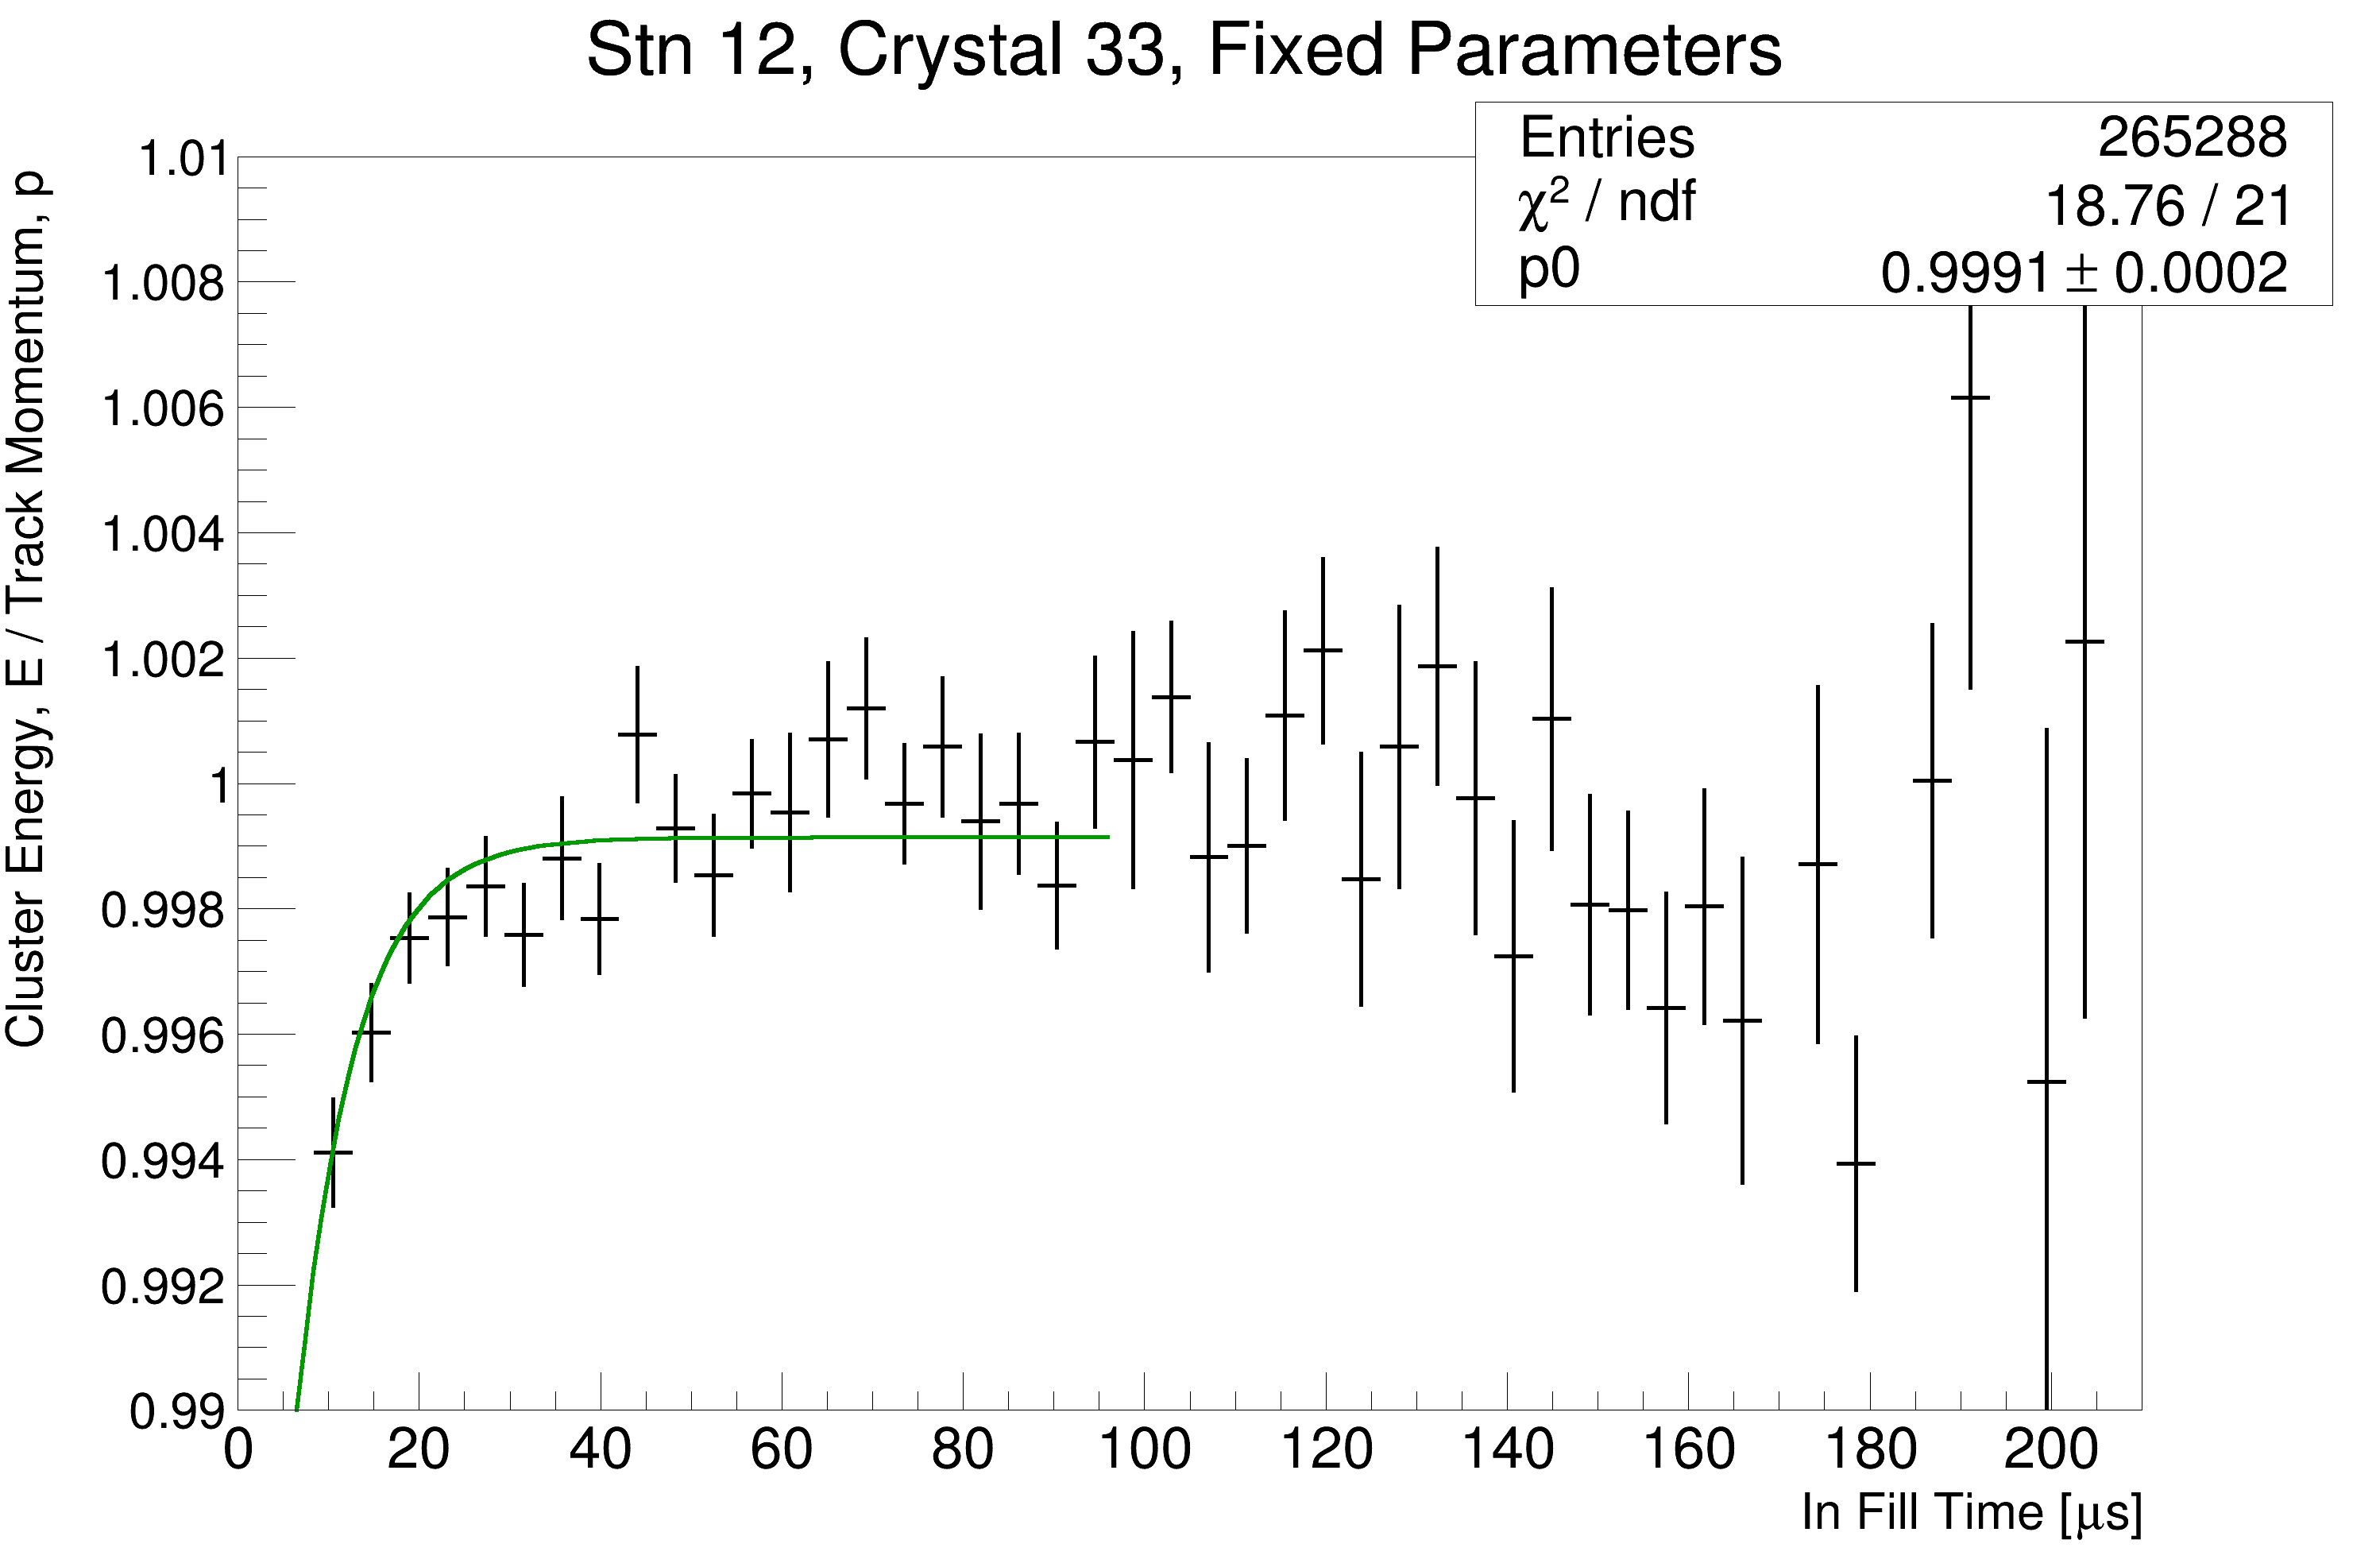 Stn 12, Crystal 33, Fixed Parameters
Entries 265288
χ² / ndf 18.76 / 21
p0 0.9991 ± 0.0002
Cluster Energy, E / Track Momentum, p
1.01
1.008
1.006
1.004
1.002
1
0.998
0.996
0.994
0.992
0.99
0 20 40 60 80 100 120 140 160 180 200
In Fill Time [μs]